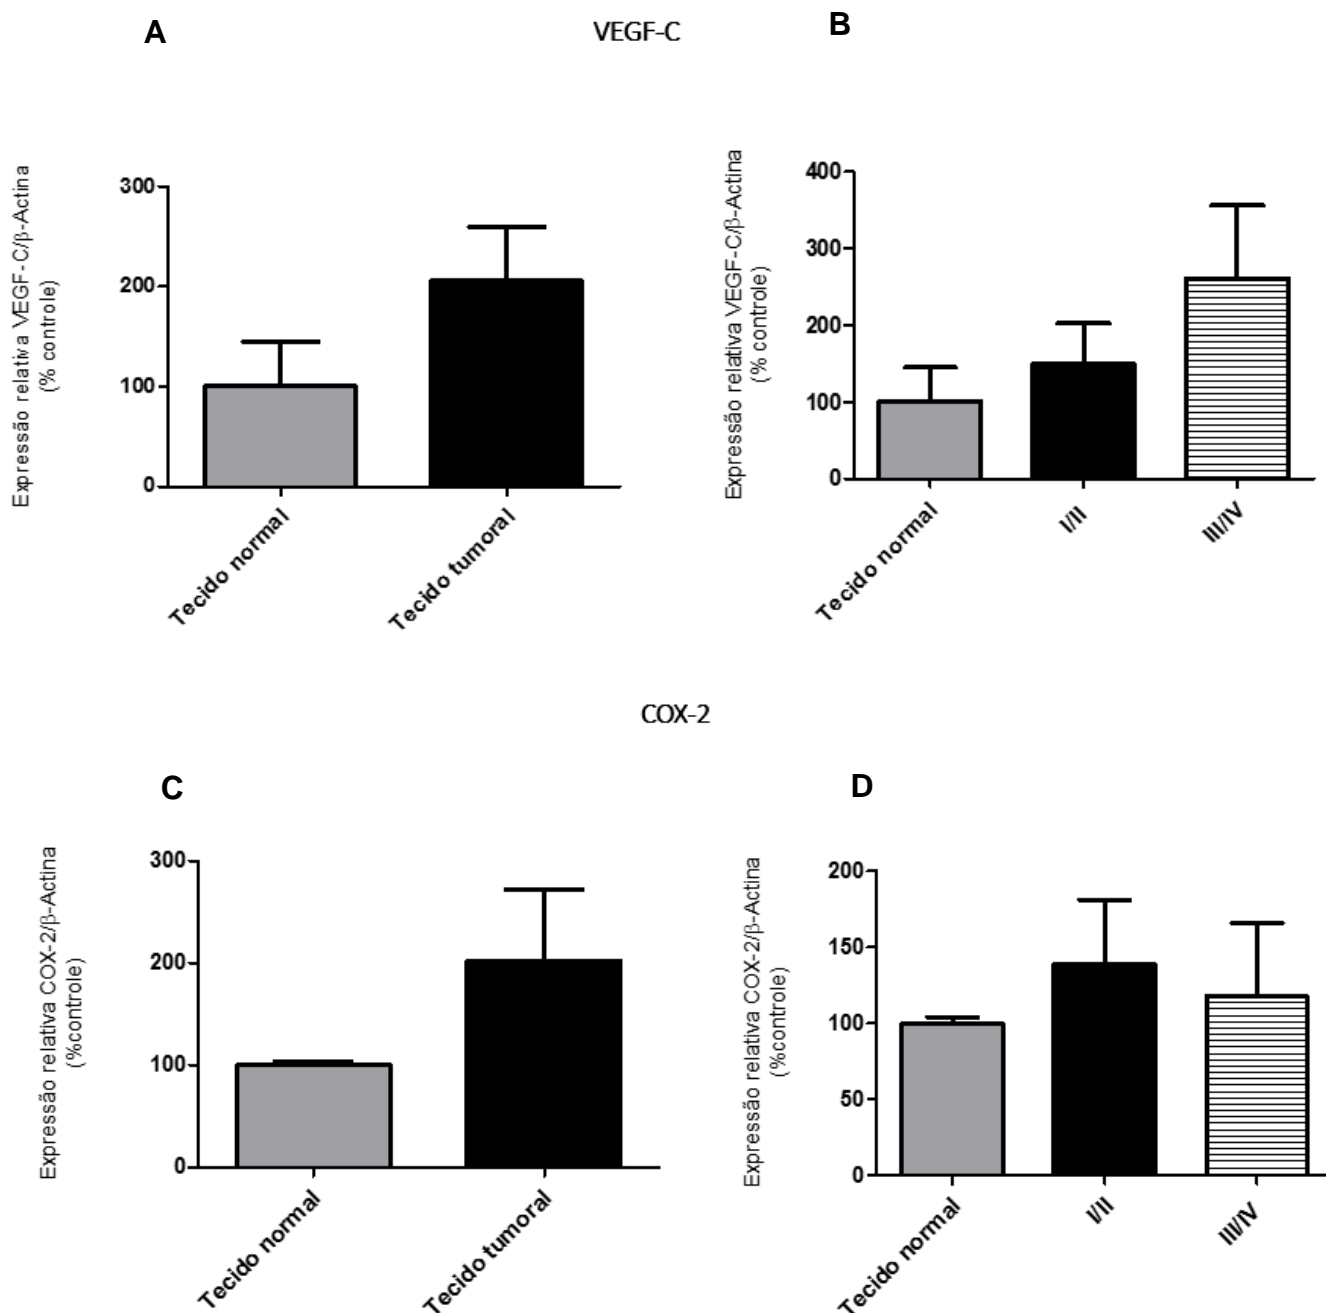 A
VEGF-C
B
Expressão relativa VEGF-C/β-Actina
(% controle)
300
200
100
0
Tecido normal
Tecido tumoral
Expressão relativa VEGF-C/β-Actina
(% controle)
400
300
200
100
0
Tecido normal
I/II
III/IV
COX-2
C
D
Expressão relativa COX-2/β-Actina
(%controle)
300
200
100
0
Tecido normal
Tecido tumoral
Expressão relativa COX-2/β-Actina
(%controle)
200
150
100
50
0
Tecido normal
I/II
III/IV